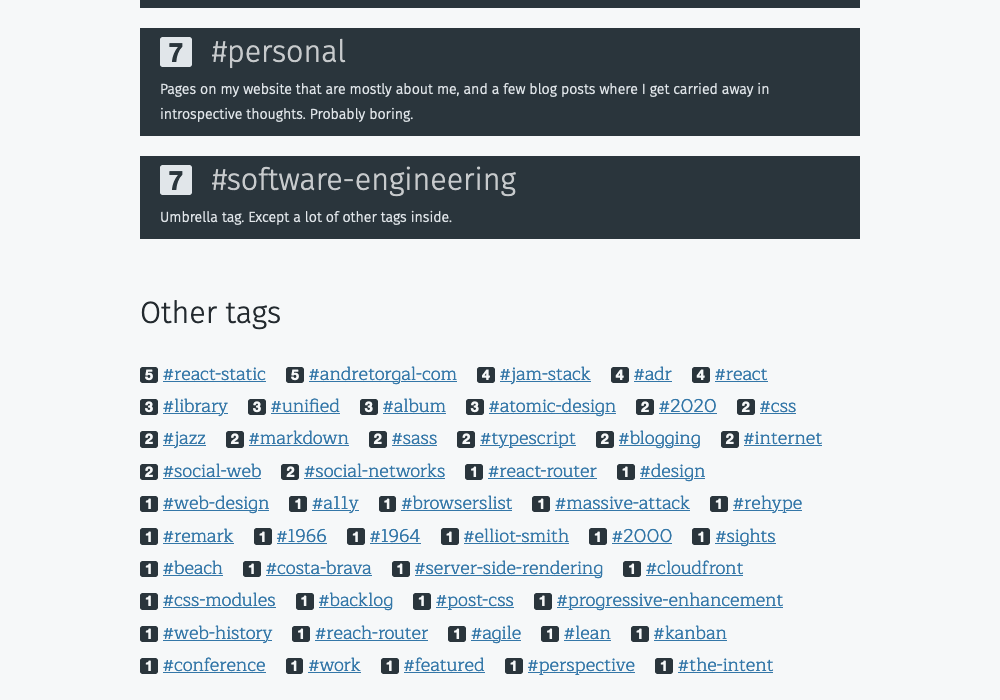 7 #personal
Pages on my website that are mostly about me, and a few blog posts where I get carried away in
introspective thoughts. Probably boring.
7 #software-engineering
Umbrella tag. Except a lot of other tags inside.
Other tags
5 #react-static 5 #andretorgal-com 4 #jam-stack 4 #adr 4 #react
3 #library 3 #unified 3 #album 3 #atomic-design 2 #2020 2 #css
2 #jazz 2 #markdown 2 #sass 2 #typescript 2 #blogging 2 #internet
2 #social-web 2 #social-networks 1 #react-router 1 #design
1 #web-design 1 #a11y 1 #browserslist 1 #massive-attack 1 #rehype
1 #remark 1 #1966 1 #1964 1 #elliot-smith 1 #2000 1 #sights
1 #beach 1 #costa-brava 1 #server-side-rendering 1 #cloudfront
1 #css-modules 1 #backlog 1 #post-css 1 #progressive-enhancement
1 #web-history 1 #reach-router 1 #agile 1 #lean 1 #kanban
1 #conference 1 #work 1 #featured 1 #perspective 1 #the-intent